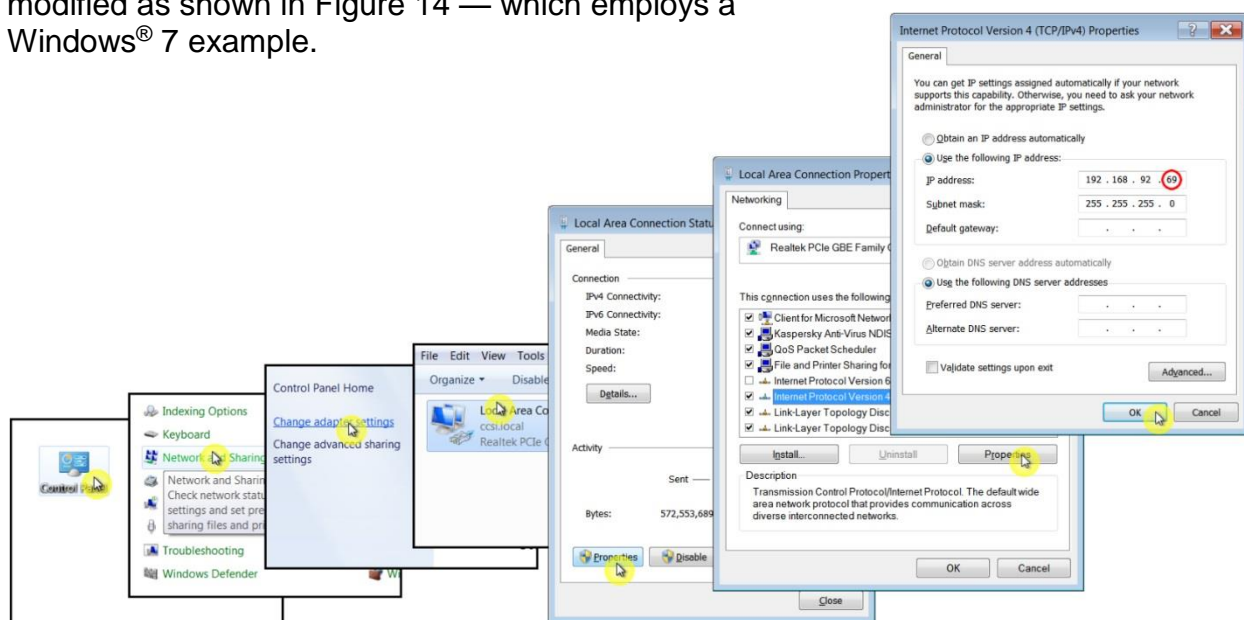 modified as shown in Figure 14 — which employs a
Windows® 7 example.
Control Panel
Indexing Options
Keyboard
Network and Sharing
Network and Sharin
Check network statu
settings and set pre
sharing files and pri
Troubleshooting
Windows Defender
Wi
Control Panel Home
Change adapter settings
Change advanced sharing
settings
File Edit View Tools
Organize Disable
Local Area Co
ccsi.local
Realtek PCIe G
Local Area Connection Statu
General
Connection
IPv4 Connectivity:
IPv6 Connectivity:
Media State:
Duration:
Speed:
Details...
Activity
Sent
Bytes: 572,553,689
Properties Disable
Close
Local Area Connection Propert
Networking
Connect using:
Realtek PCIe GBE Family C
This connection uses the following
Client for Microsoft Networ
Kaspersky Anti-Virus NDIS
QoS Packet Scheduler
File and Printer Sharing for
Internet Protocol Version 6
Internet Protocol Version 4
Link-Layer Topology Disc
Link-Layer Topology Disc
Install... Uninstall Properties
Description
Transmission Control Protocol/Internet Protocol. The default wide
area network protocol that provides communication across
diverse interconnected networks.
OK Cancel
Internet Protocol Version 4 (TCP/IPv4) Properties
General
You can get IP settings assigned automatically if your network
supports this capability. Otherwise, you need to ask your network
administrator for the appropriate IP settings.
Obtain an IP address automatically
Use the following IP address:
IP address: 192 . 168 . 92 . 69
Subnet mask: 255 . 255 . 255 . 0
Default gateway: . . .
Obtain DNS server address automatically
Use the following DNS server addresses
Preferred DNS server: . . .
Alternate DNS server: . . .
Validate settings upon exit
Advanced...
OK Cancel